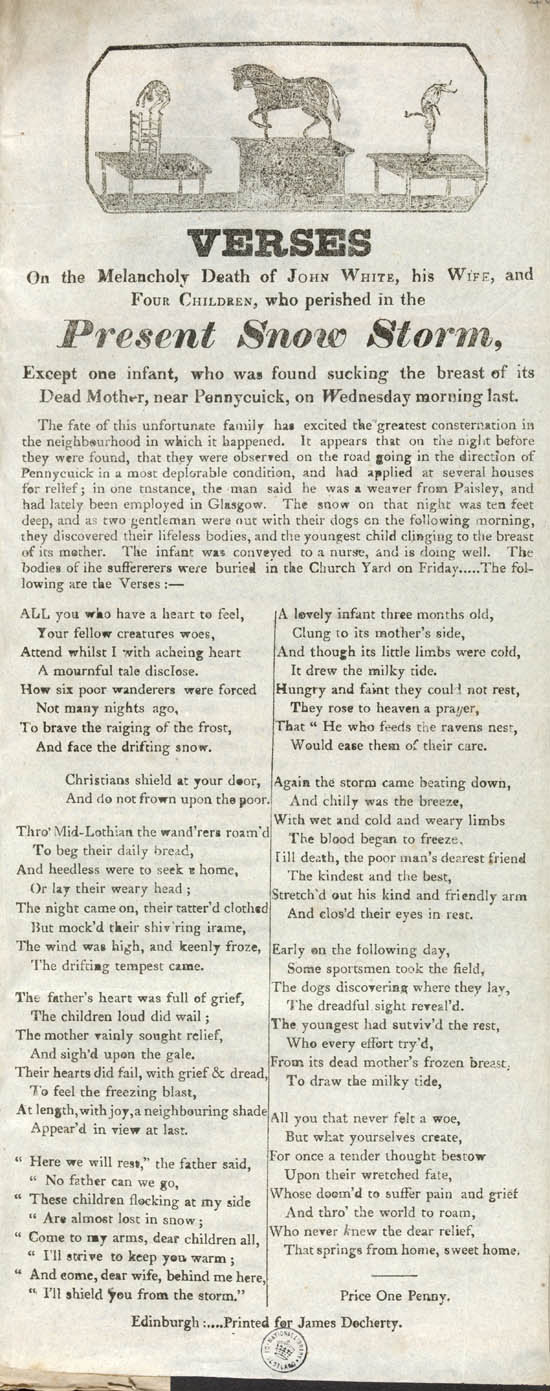 VERSES
On the Melancholy Death of JOHN WHITE, his WIFE, and
FOUR CHILDREN, who perished in the
Present Snow Storm,
Except one infant, who was found sucking the breast of its
Dead Mother, near Pennycuick, on Wednesday morning last.
The fate of this unfortunate family has excited the greatest consternation in
the neighbourhood in which it happened. It appears that on the night before
they were found, that they were observed on the road going in the direction of
Pennycuick in a most deplorable condition, and had applied at several houses
for relief; in one tnstance, the man said he was a weaver from Paisley, and
had lately been employed in Glasgow. The snow on that night was ten feet
deep, and as two gentleman were out with their dogs on the following morning,
they discovered their lifeless bodies, and the youngest child clinging to the breast
of its mother. The infant was conveyed to a nurse, and is doing well. The
bodies of the suffererers were buried in the Church Yard on Friday.....The fol-
lowing are the Verses :—
ALL you who have a heart to feel,
Your fellow creatures woes,
Attend whilst I with acheing heart
A mournful tale disclose.
How six poor wanderers were forced
Not many nights ago,
To brave the raiging of the frost,
And face the drifting snow.
Christians shield at your door,
And do not frown upon the poor.
Thro' Mid-Lothian the wand'rers roam'd
To beg their daily bread,
And heedless were to seek a home,
Or lay their weary head ;
The night came on, their tatter'd clothed
But mock'd their shiv'ring irame,
The wind was high, and keenly froze,
The drifting tempest came.
The father's heart was full of grief,
The children loud did wail ;
The mother vainly sought relief,
And sigh'd upon the gale.
Their hearts did fail, with grief & dread,
To feel the freezing blast,
At length, with joy, a neighbouring shade
Appear'd in view at last.
" Here we will ress," the father said,
" No father can we go,
" These children flocking at my side
" Are almost lost in snow ;
" Come to my arms, dear children all,
" I'll strive to keep you warm ;
" And come, dear wife, behind me here,
" I'll shield you from the storm."
A lovely infant three months old,
Clung to its mother's side,
And though its little limbs were cold,
It drew the milky tide.
Hungry and faint they could not rest,
They rose to heaven a prayer,
That " He who feeds the ravens nest,
Would ease them of their care.
Again the storm came beating down,
And chilly was the breeze,
With wet and cold and weary limbs
The blood began to freeze.
Till death, the poor man's dearest friend
The kindest and the best,
Stretch'd out his kind and friendly arm
And clos'd their eyes in rest.
Early on the following day,
Some sportsmen took the field,
The dogs discovering where they lay,
The dreadful sight reveal'd.
The youngest had sutviv'd the rest,
Who every effort try'd,
From its dead mother's frozen breast,
To draw the milky tide,
All you that never felt a woe,
But what yourselves create,
For once a tender thought bestow
Upon their wretched fate,
Whose doom'd to suffer pain and grief
And thro' the world to roam,
Who never knew the dear relief,
That springs from home, sweet home.
Price One Penny.
Edinburgh :....Printed for James Docherty.
NATIONAL LIBRARY
SCOTLAND